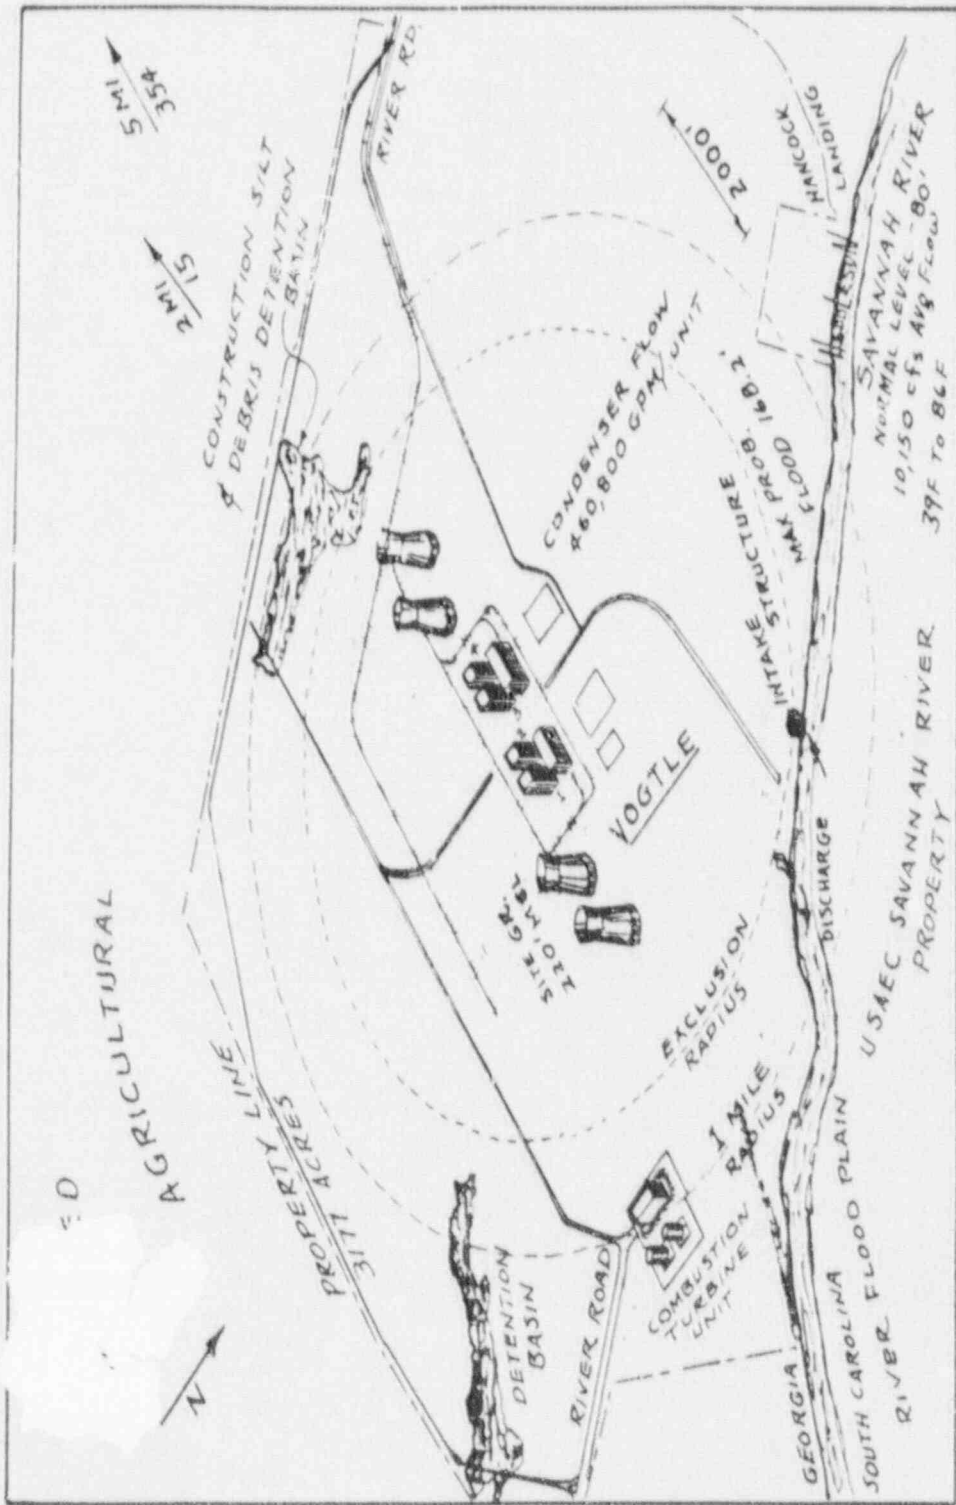 AGRICULTURAL
PROPERTY LINE
3177 ACRES
N
DETENTION
BASIN
RIVER ROAD
COMBUSTION
TURBINE
UNIT
1 MILE
RADIUS
EXCLUSION
RADIUS
SITE GR.
220' MSL
VOGTLE
CONSTRUCTION SILT
& DEBRIS DETENTION
BASIN
2 MI
15
5 MI
354
RIVER RD.
CONDENSER FLOW
460,800 GPM/UNIT
2000'
INTAKE STRUCTURE
MAX PROB.
FLOOD 168.2'
HANCOCK
LANDING
DISCHARGE
SAVANNAH RIVER
NORMAL LEVEL - 80'
10,150 cfs AVg FLOW
39F TO 86F
GEORGIA
SOUTH CAROLINA
RIVER FLOOD PLAIN
USAEC SAVANNAH RIVER
PROPERTY